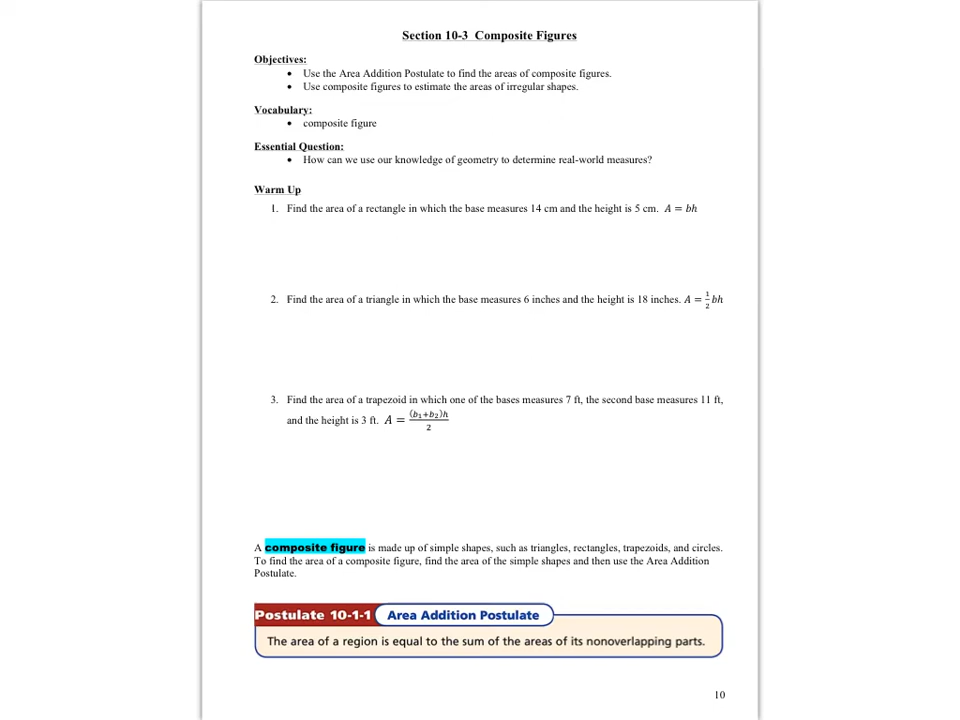 Section 10-3  Composite Figures
Objectives:
• Use the Area Addition Postulate to find the areas of composite figures.
• Use composite figures to estimate the areas of irregular shapes.
Vocabulary:
• composite figure
Essential Question:
• How can we use our knowledge of geometry to determine real-world measures?
Warm Up
1. Find the area of a rectangle in which the base measures 14 cm and the height is 5 cm. A = bh
2. Find the area of a triangle in which the base measures 6 inches and the height is 18 inches. A = 1/2 bh
3. Find the area of a trapezoid in which one of the bases measures 7 ft, the second base measures 11 ft,
and the height is 3 ft. A = (b₁+b₂)h/2
A composite figure is made up of simple shapes, such as triangles, rectangles, trapezoids, and circles.
To find the area of a composite figure, find the area of the simple shapes and then use the Area Addition
Postulate.
Postulate 10-1-1 Area Addition Postulate
The area of a region is equal to the sum of the areas of its nonoverlapping parts.
10